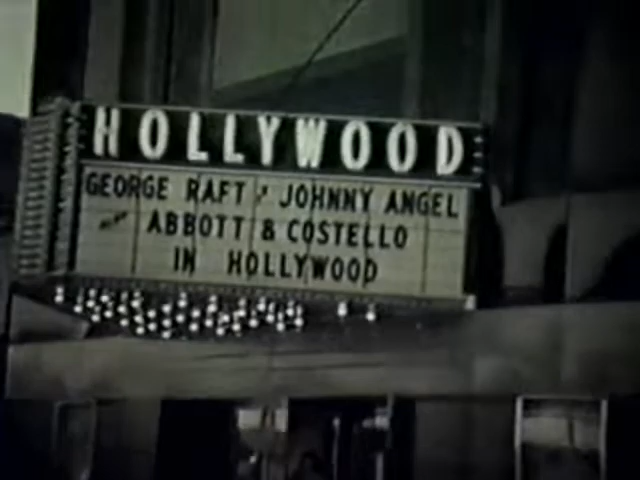 HOLLYWOOD
GEORGE RAFT JOHNNY ANGEL
ABBOTT & COSTELLO
IN HOLLYWOOD